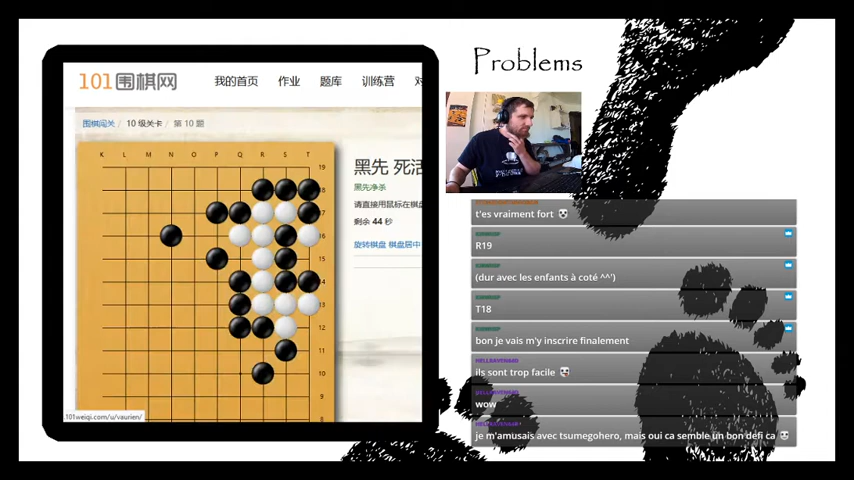 Problems
101围棋网
我的首页 作业 题库 训练营 对
围棋闯关 / 10 级关卡 / 第 10 题
K L M N O P Q R S T
19
18
17
16
15
14
13
12
11
10
9
8
黑先 死活
黑先净杀
请直接用鼠标在棋盘
剩余 44 秒
旋转棋盘 棋盘居中
.101weiqi.com/u/vaurien/
t'es vraiment fort
R19
(dur avec les enfants à coté ^^')
T18
bon je vais m'y inscrire finalement
ils sont trop facile
wow
je m'amusais avec tsumegohero, mais oui ca semble un bon défi ca